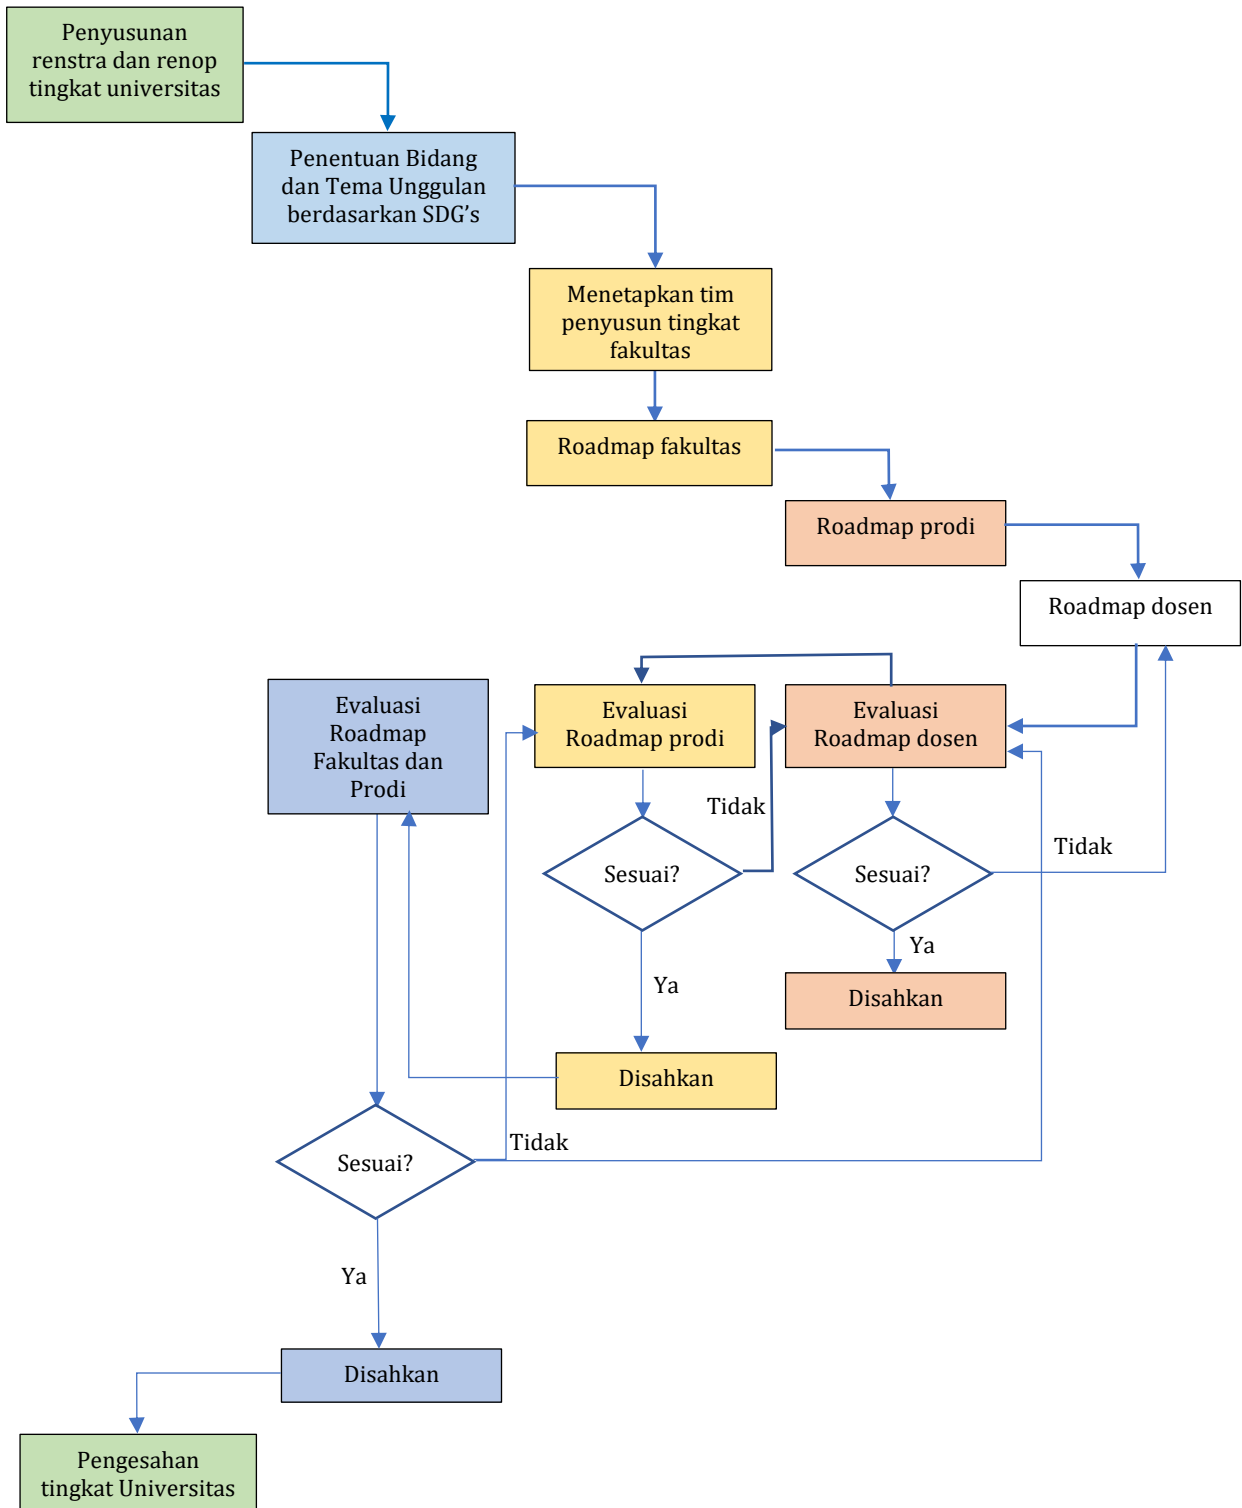 Penyusunan
renstra dan renop
tingkat universitas
Penentuan Bidang
dan Tema Unggulan
berdasarkan SDG’s
Menetapkan tim
penyusun tingkat
fakultas
Roadmap fakultas
Roadmap prodi
Roadmap dosen
Evaluasi
Roadmap
Fakultas dan
Prodi
Evaluasi
Roadmap prodi
Evaluasi
Roadmap dosen
Tidak
Tidak
Sesuai?
Sesuai?
Ya
Ya
Disahkan
Disahkan
Tidak
Sesuai?
Ya
Disahkan
Pengesahan
tingkat Universitas